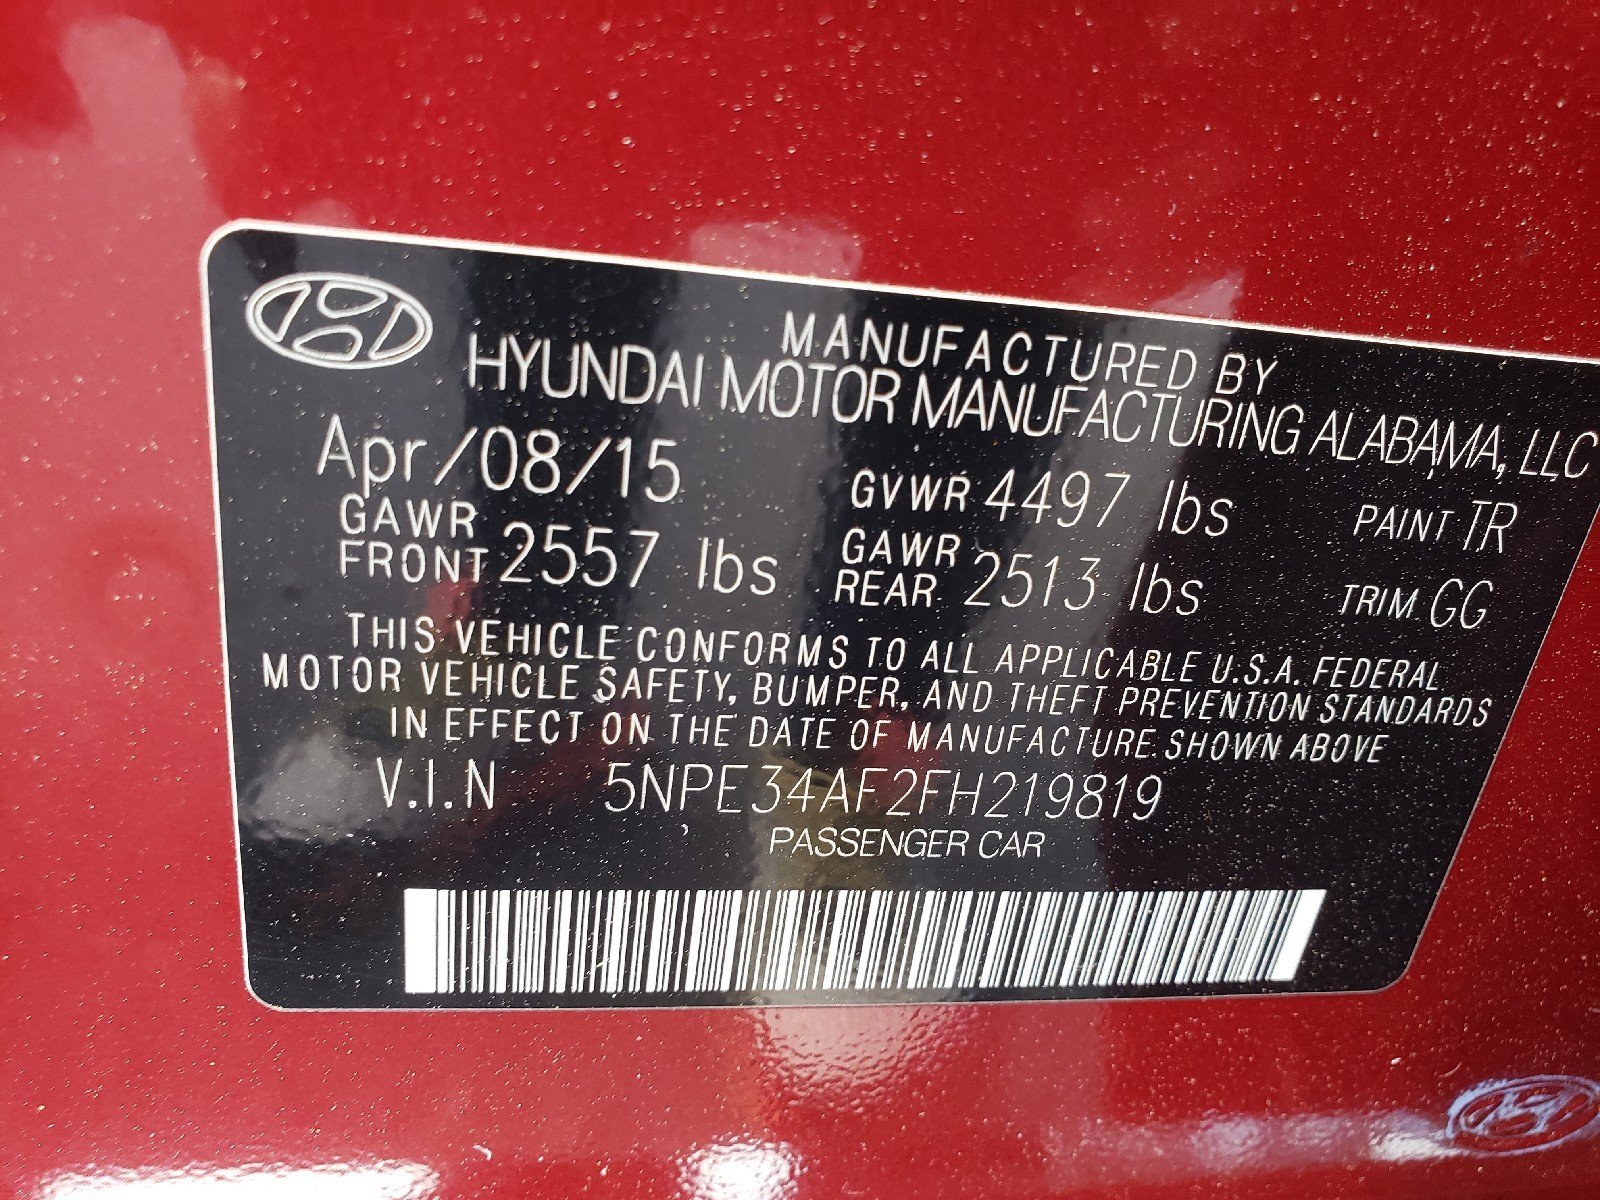 MANUFACTURED BY
HYUNDAI MOTOR MANUFACTURING ALABAMA, LLC
Apr/08/15 GVWR 4497 lbs PAINT TR
GAWR FRONT 2557 lbs GAWR REAR 2513 lbs TRIM GG
THIS VEHICLE CONFORMS TO ALL APPLICABLE U.S.A. FEDERAL
MOTOR VEHICLE SAFETY, BUMPER, AND THEFT PREVENTION STANDARDS
IN EFFECT ON THE DATE OF MANUFACTURE SHOWN ABOVE
V.I.N 5NPE34AF2FH219819
PASSENGER CAR